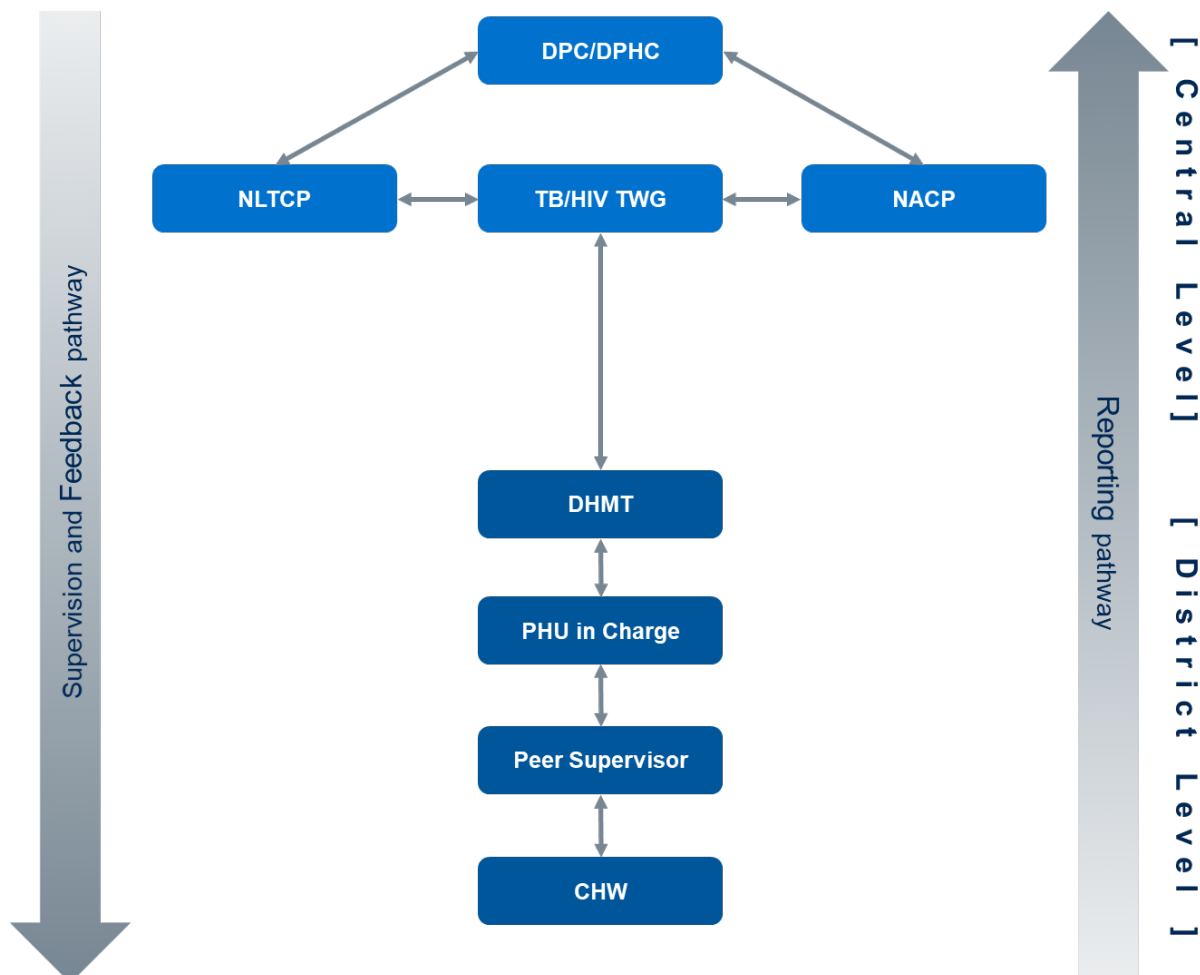 DPC/DPHC
NLTCP
TB/HIV TWG
NACP
DHMT
PHU in Charge
Peer Supervisor
CHW
Supervision and Feedback pathway
Reporting pathway
[ Central Level]
[ District Level ]